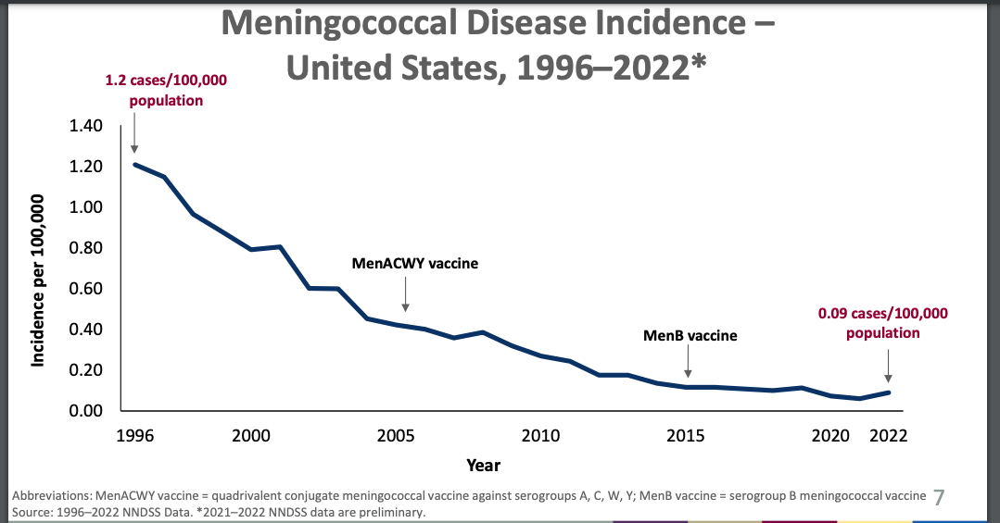 Meningococcal Disease Incidence –
United States, 1996–2022*
1.2 cases/100,000
population
1.40
1.20
1.00
0.80
0.60
0.40
0.20
0.00
Incidence per 100,000
MenACWY vaccine
MenB vaccine
0.09 cases/100,000
population
1996 2000 2005 2010 2015 2020 2022
Year
Abbreviations: MenACWY vaccine = quadrivalent conjugate meningococcal vaccine against serogroups A, C, W, Y; MenB vaccine = serogroup B meningococcal vaccine 7
Source: 1996–2022 NNDSS Data. *2021–2022 NNDSS data are preliminary.